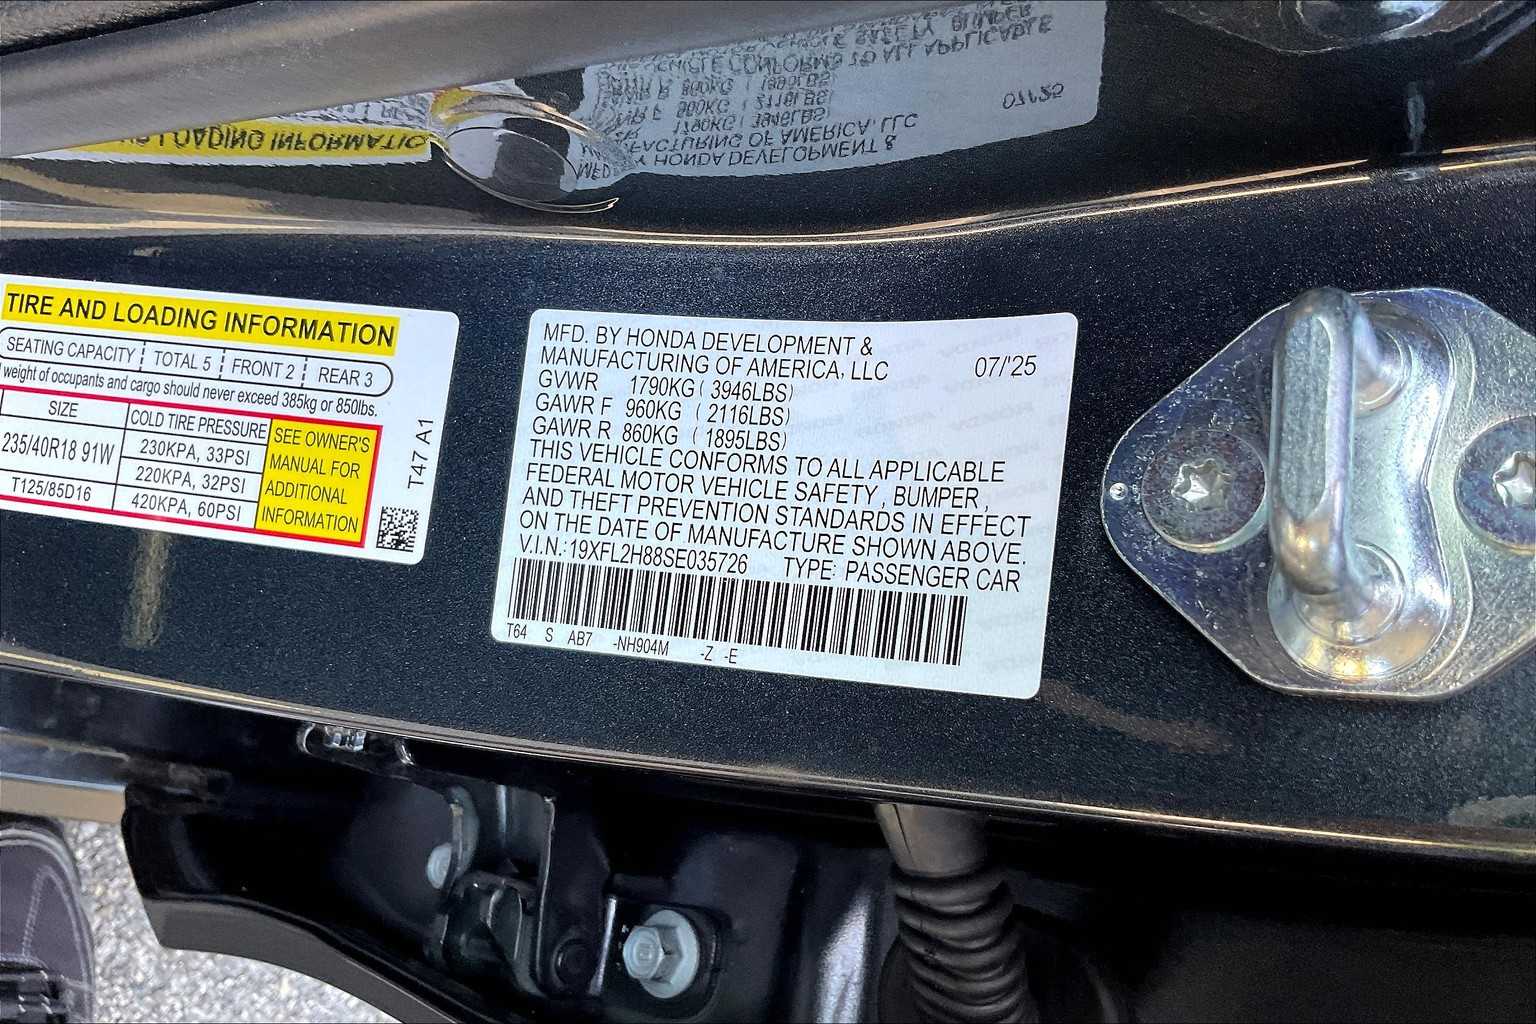 TIRE AND LOADING INFORMATION
SEATING CAPACITY TOTAL 5 FRONT 2 REAR 3
weight of occupants and cargo should never exceed 385kg or 850lbs.
SIZE COLD TIRE PRESSURE
235/40R18 91W 230KPA, 33PSI
220KPA, 32PSI
T125/85D16 420KPA, 60PSI
SEE OWNER'S
MANUAL FOR
ADDITIONAL
INFORMATION
T47 A1
MFD. BY HONDA DEVELOPMENT &
MANUFACTURING OF AMERICA, LLC 07/'25
GVWR 1790KG ( 3946LBS)
GAWR F 960KG ( 2116LBS)
GAWR R 860KG ( 1895LBS)
THIS VEHICLE CONFORMS TO ALL APPLICABLE
FEDERAL MOTOR VEHICLE SAFETY, BUMPER,
AND THEFT PREVENTION STANDARDS IN EFFECT
ON THE DATE OF MANUFACTURE SHOWN ABOVE.
V.I.N.:19XFL2H88SE035726 TYPE: PASSENGER CAR
T64 S AB7 -NH904M -Z -E